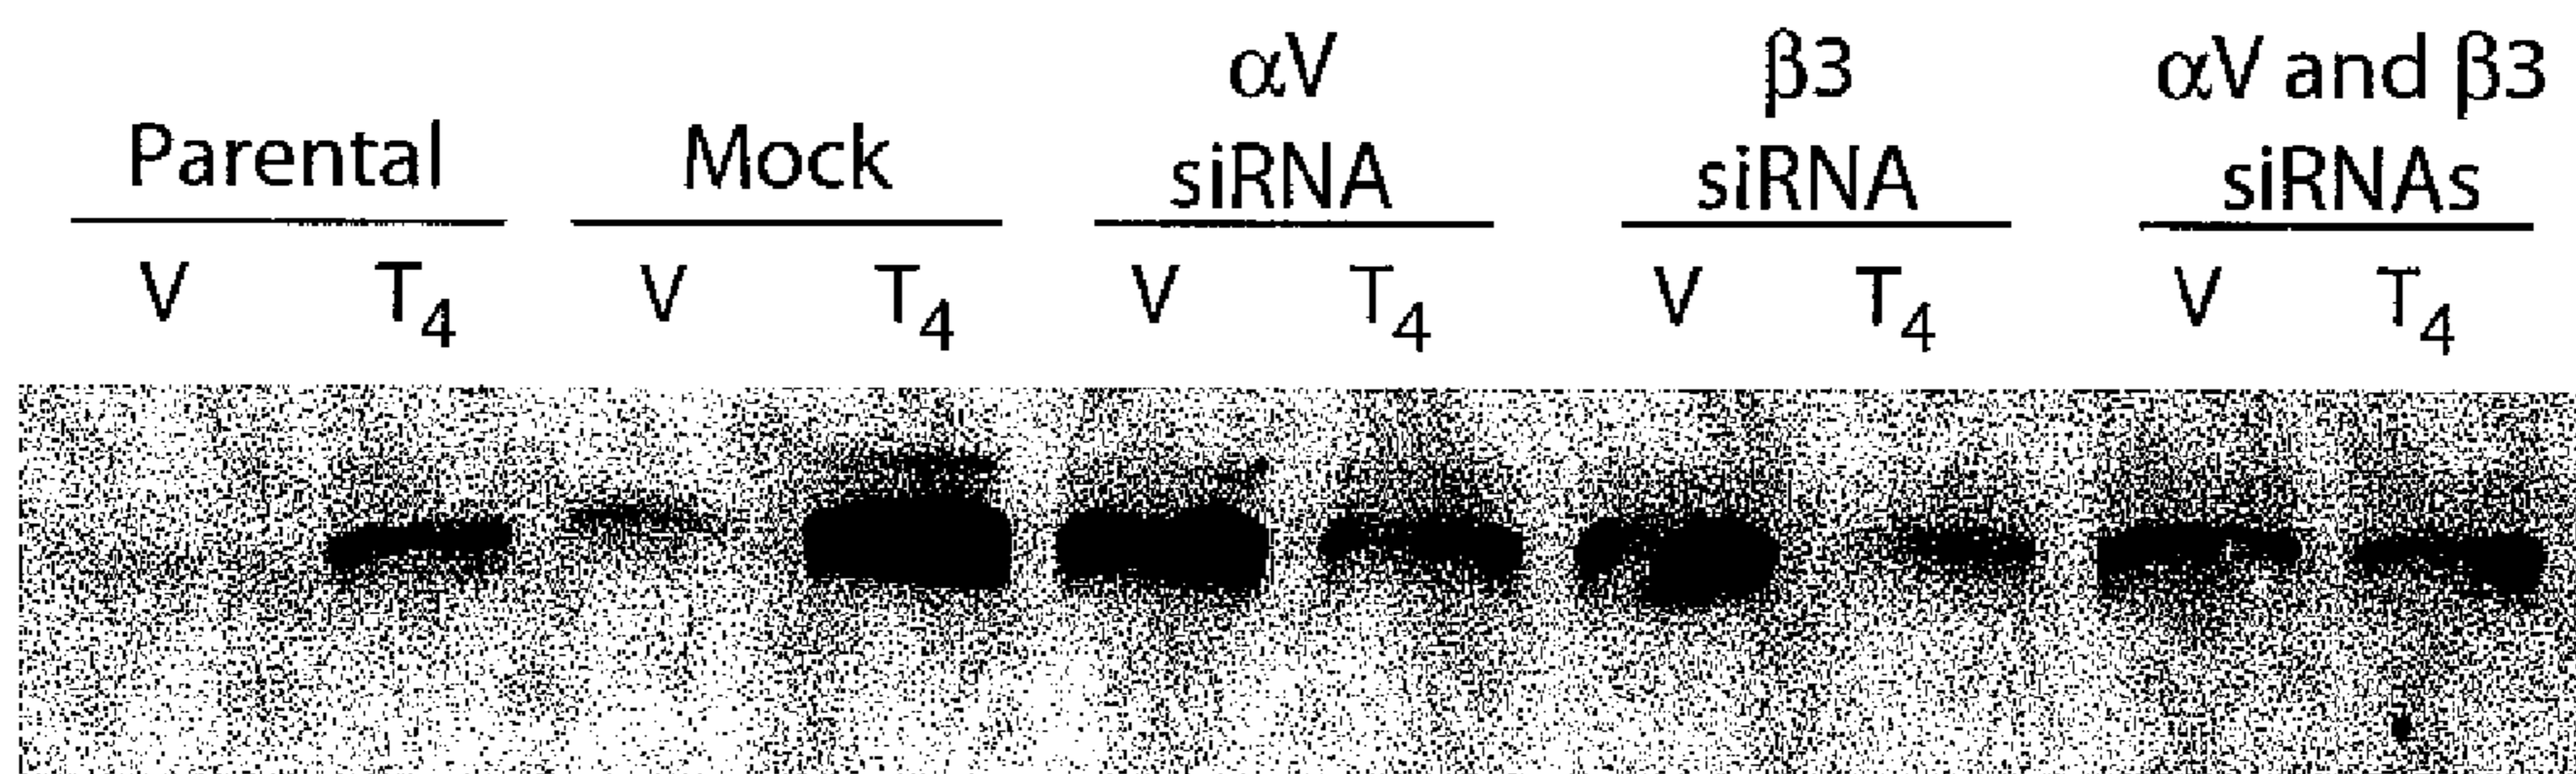 αV β3 αV and β3
Parental Mock siRNA siRNA siRNAs
V T₄ V T₄ V T₄ V T₄ V T₄